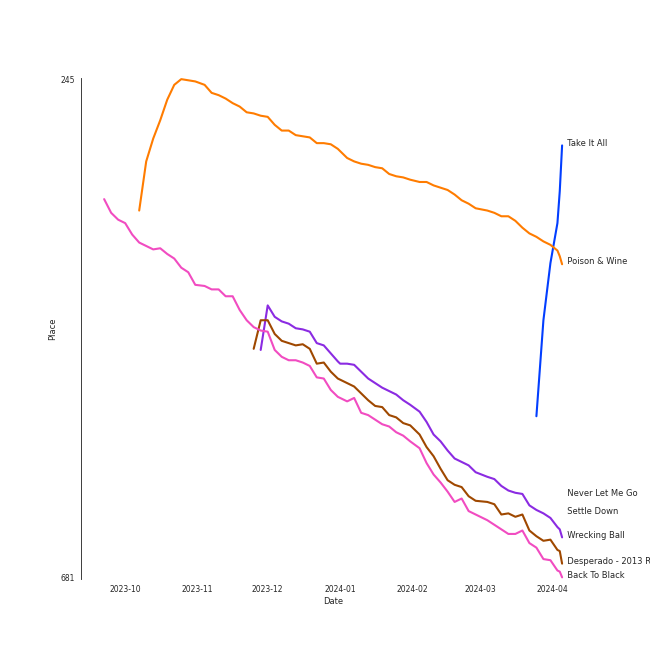 245
Take It All
Poison & Wine
Place
Never Let Me Go
Settle Down
Wrecking Ball
Desperado - 2013 R
Back To Black
681
2023-10
2023-11
2023-12
2024-01
2024-02
2024-03
2024-04
Date